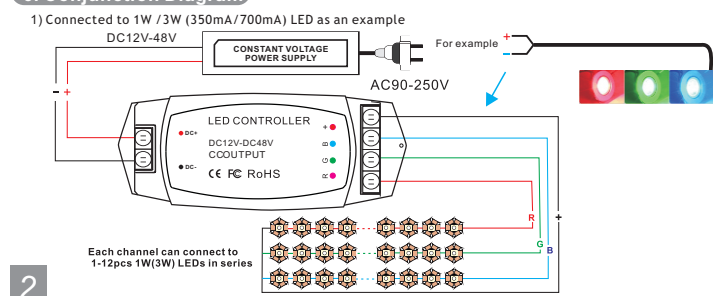 1) Connected to 1W /3W (350mA/700mA) LED as an example
DC12V-48V
CONSTANT VOLTAGE
POWER SUPPLY
For example
+
−
AC90-250V
− +
LED CONTROLLER
DC+
DC12V-DC48V
CCOUTPUT
DC-
CE FC RoHS
+
B
G
R
R
G
B
+
Each channel can connect to
1-12pcs 1W(3W) LEDs in series
2